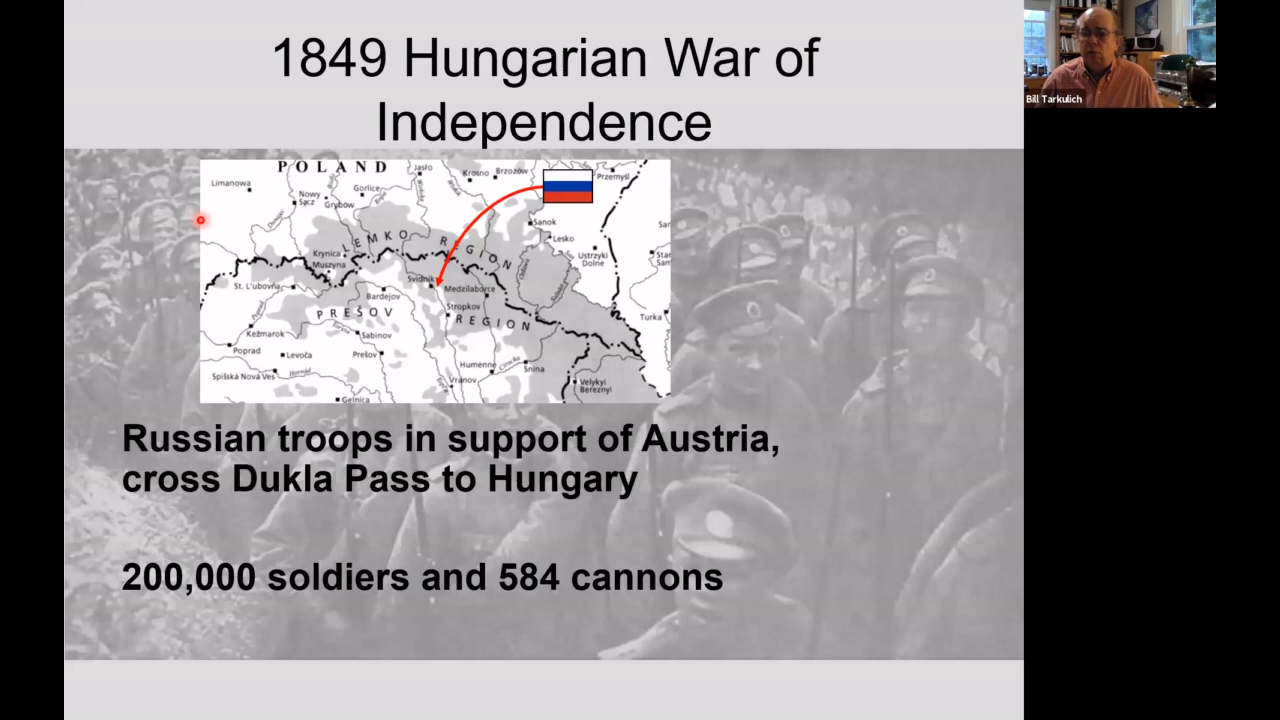 1849 Hungarian War of
Independence
Bill Tarkulich
POLAND
Jasło
Krosno
Brzozów
Przemyśl
Limanowa
Nowy
Sącz
Gorlice
Grybów
Sanok
LEMKO REGION
Lesko
Krynica
Muszyna
Ustrzyki
Dolne
Svidník
St. L'ubovňa
Medzilaborce
Bardejov
Stropkov
PREŠOV REGION
Turka
Kežmarok
Sabinov
Poprad
Levoča
Prešov
Humenne
Snina
Spišská Nová Ves
Vranov
Velykyi
Bereznyi
Gelnica
Russian troops in support of Austria,
cross Dukla Pass to Hungary
200,000 soldiers and 584 cannons